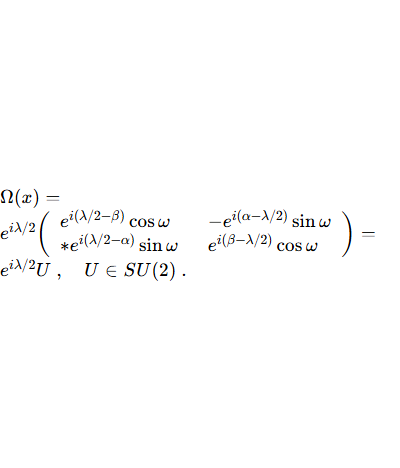 Ω(x) =
e^{iλ/2} ( e^{i(λ/2−β)} cos ω   −e^{i(α−λ/2)} sin ω
∗e^{i(λ/2−α)} sin ω   e^{i(β−λ/2)} cos ω ) =
e^{iλ/2}U ,   U ∈ SU(2) .